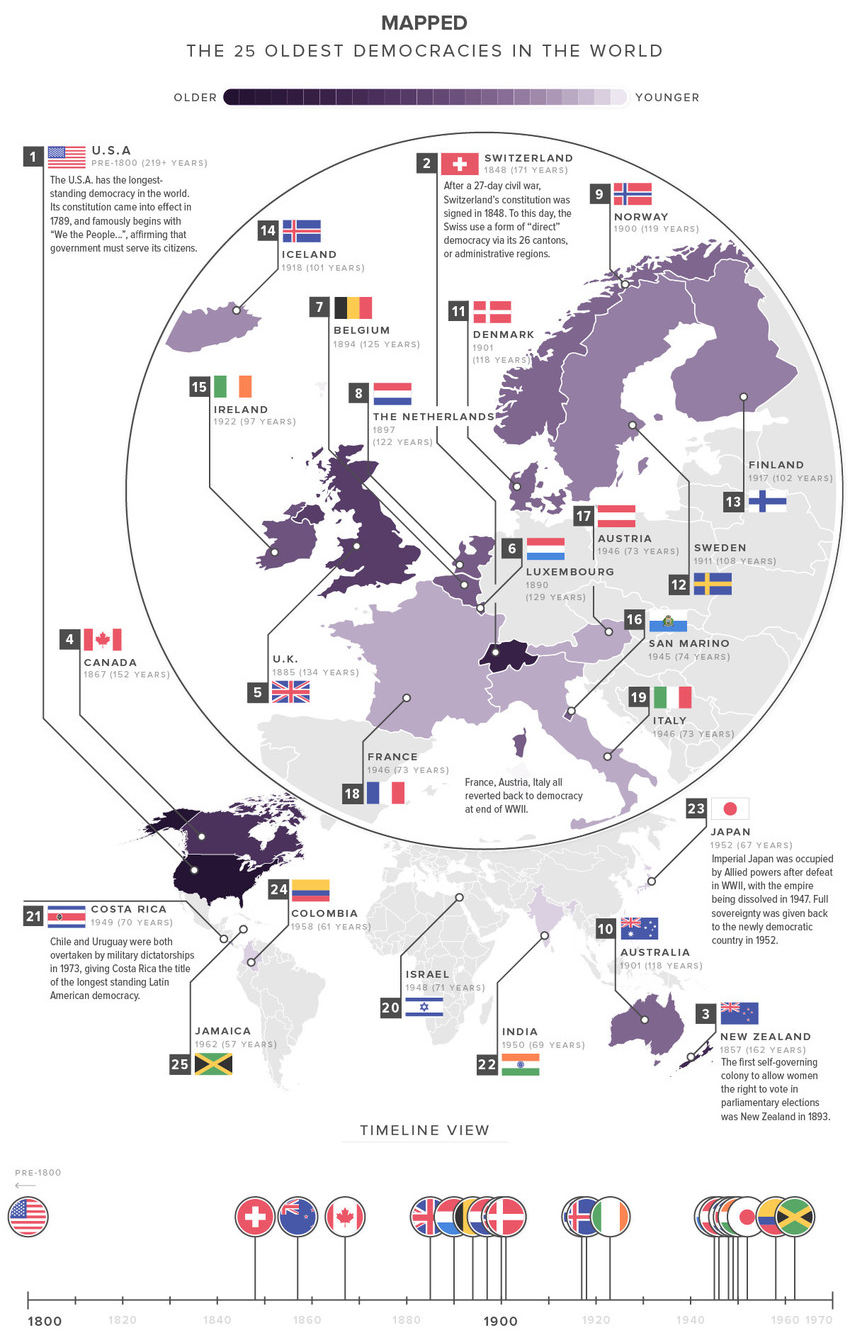 MAPPED
THE 25 OLDEST DEMOCRACIES IN THE WORLD
OLDER
YOUNGER
1
U.S.A
PRE-1800 (219+ YEARS)
The U.S.A. has the longest-
standing democracy in the world.
Its constitution came into effect in
1789, and famously begins with
“We the People...”, affirming that
government must serve its citizens.
2
SWITZERLAND
1848 (171 YEARS)
After a 27-day civil war,
Switzerland's constitution was
signed in 1848. To this day, the
Swiss use a form of “direct”
democracy via its 26 cantons,
or administrative regions.
9
NORWAY
1900 (119 YEARS)
14
ICELAND
1918 (101 YEARS)
7
BELGIUM
1894 (125 YEARS)
11
DENMARK
1901
(118 YEARS)
15
IRELAND
1922 (97 YEARS)
8
THE NETHERLANDS
1897
(122 YEARS)
FINLAND
1917 (102 YEARS)
13
17
AUSTRIA
1946 (73 YEARS)
6
LUXEMBOURG
1890
(129 YEARS)
SWEDEN
1911 (108 YEARS)
12
16
SAN MARINO
1945 (74 YEARS)
4
CANADA
1867 (152 YEARS)
U.K.
1885 (134 YEARS)
5
19
ITALY
1946 (73 YEARS)
FRANCE
1946 (73 YEARS)
18
France, Austria, Italy all
reverted back to democracy
at end of WWII.
23
JAPAN
1952 (67 YEARS)
Imperial Japan was occupied
by Allied powers after defeat
in WWII, with the empire
being dissolved in 1947. Full
sovereignty was given back
to the newly democratic
country in 1952.
24
COLOMBIA
1958 (61 YEARS)
21
COSTA RICA
1949 (70 YEARS)
Chile and Uruguay were both
overtaken by military dictatorships
in 1973, giving Costa Rica the title
of the longest standing Latin
American democracy.
10
AUSTRALIA
1901 (118 YEARS)
ISRAEL
1948 (71 YEARS)
20
3
NEW ZEALAND
1857 (162 YEARS)
The first self-governing
colony to allow women
the right to vote in
parliamentary elections
was New Zealand in 1893.
JAMAICA
1962 (57 YEARS)
25
INDIA
1950 (69 YEARS)
22
TIMELINE VIEW
PRE-1800
1800
1820
1840
1860
1880
1900
1920
1940
1960
1970